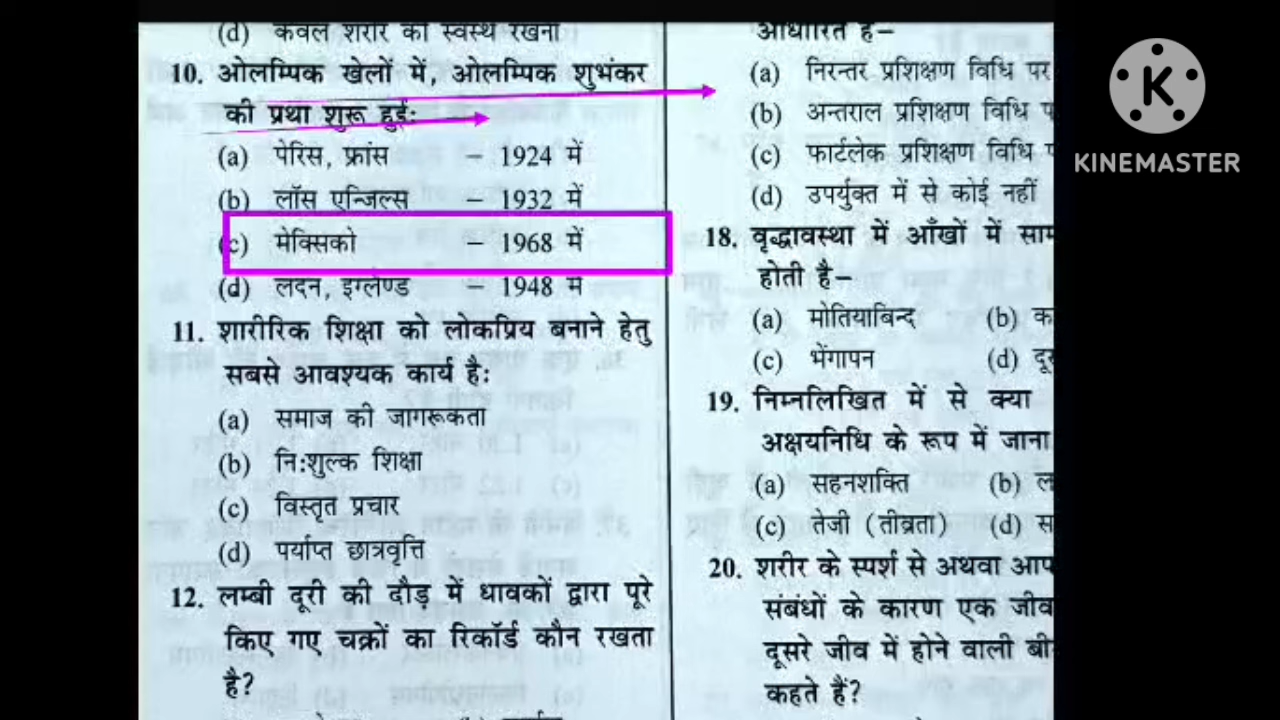 (d) केवल शरीर को स्वस्थ रखना
10. ओलम्पिक खेलों में, ओलम्पिक शुभंकर
की प्रथा शुरू हुईः
(a) पेरिस, फ्रांस – 1924 में
(b) लॉस एन्जिल्स – 1932 में
(c) मेक्सिको – 1968 में
(d) लंदन, इंग्लैण्ड – 1948 में
11. शारीरिक शिक्षा को लोकप्रिय बनाने हेतु
सबसे आवश्यक कार्य हैः
(a) समाज की जागरूकता
(b) निःशुल्क शिक्षा
(c) विस्तृत प्रचार
(d) पर्याप्त छात्रवृत्ति
12. लम्बी दूरी की दौड़ में धावकों द्वारा पूरे
किए गए चक्रों का रिकॉर्ड कौन रखता
है?
आधारित है–
(a) निरन्तर प्रशिक्षण विधि पर
(b) अन्तराल प्रशिक्षण विधि
(c) फार्टलेक प्रशिक्षण विधि
(d) उपर्युक्त में से कोई नहीं
18. वृद्धावस्था में आँखों में
होती है–
(a) मोतियाबिन्द (b)
(c) भेंगापन (d)
19. निम्नलिखित में से क्या
अक्षयनिधि के रूप में जाना
(a) सहनशक्ति (b)
(c) तेजी (तीव्रता) (d)
20. शरीर के स्पर्श से अथवा
संबंधों के कारण एक
दूसरे जीव में होने वाली
कहते हैं?
K
KINEMASTER